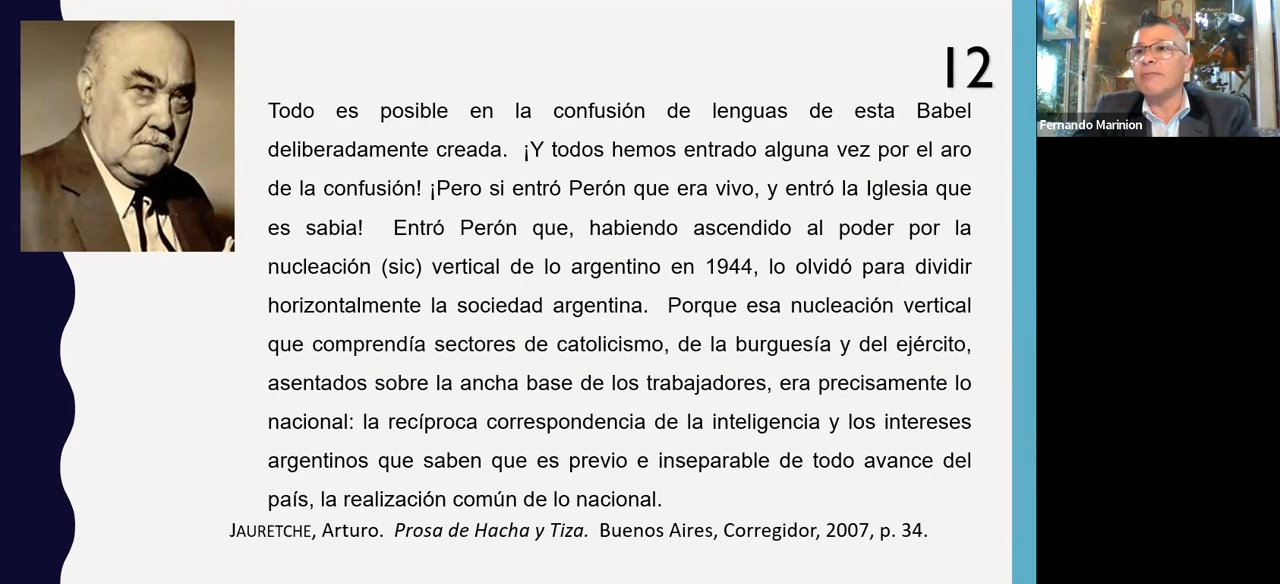 12
Todo es posible en la confusión de lenguas de esta Babel
deliberadamente creada. ¡Y todos hemos entrado alguna vez por el aro
de la confusión! ¡Pero si entró Perón que era vivo, y entró la Iglesia que
es sabia! Entró Perón que, habiendo ascendido al poder por la
nucleación (sic) vertical de lo argentino en 1944, lo olvidó para dividir
horizontalmente la sociedad argentina. Porque esa nucleación vertical
que comprendía sectores de catolicismo, de la burguesía y del ejército,
asentados sobre la ancha base de los trabajadores, era precisamente lo
nacional: la recíproca correspondencia de la inteligencia y los intereses
argentinos que saben que es previo e inseparable de todo avance del
país, la realización común de lo nacional.
JAURETCHE, Arturo. Prosa de Hacha y Tiza. Buenos Aires, Corregidor, 2007, p. 34.
Fernando Marinion